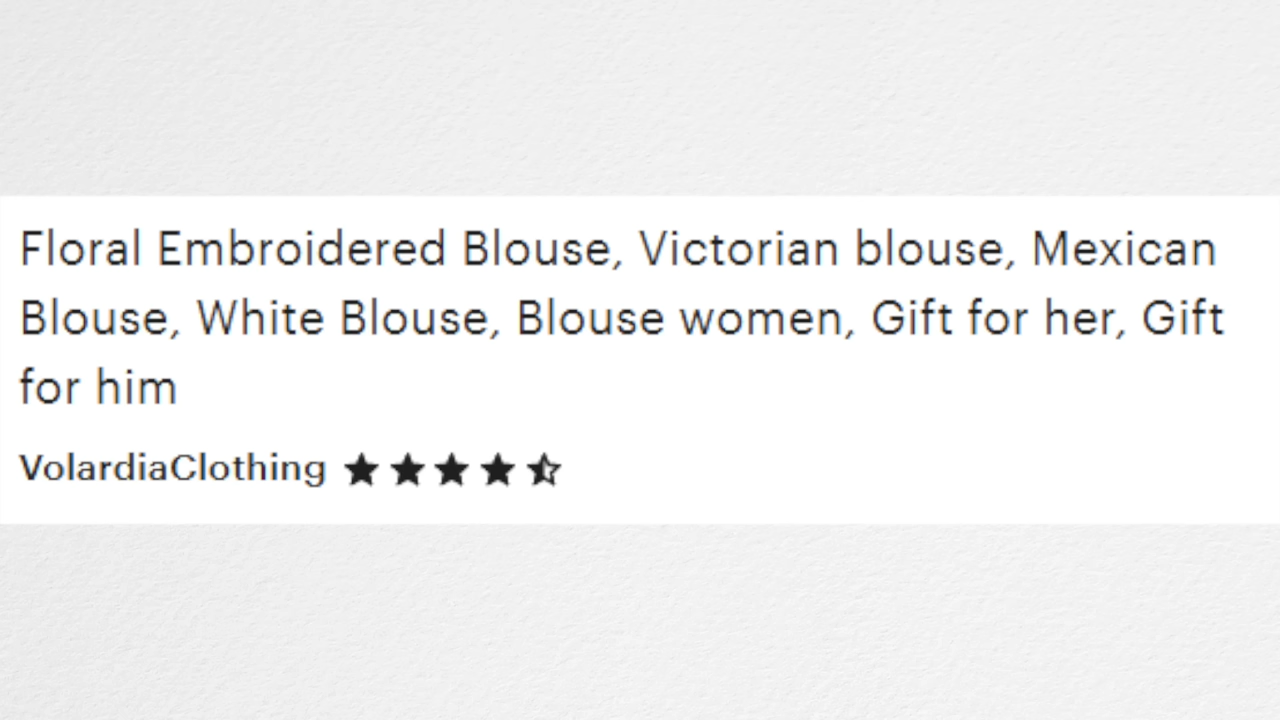 Floral Embroidered Blouse, Victorian blouse, Mexican
Blouse, White Blouse, Blouse women, Gift for her, Gift
for him
VolardiaClothing